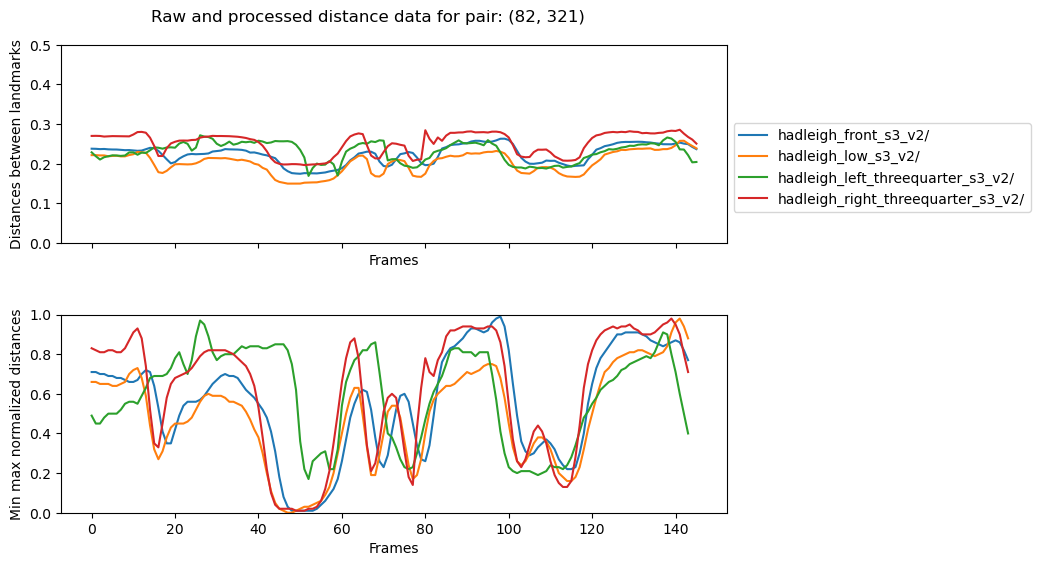 Raw and processed distance data for pair: (82, 321)
Distances between landmarks
0.5
0.4
0.3
0.2
0.1
0.0
Frames
hadleigh_front_s3_v2/
hadleigh_low_s3_v2/
hadleigh_left_threequarter_s3_v2/
hadleigh_right_threequarter_s3_v2/
Min max normalized distances
1.0
0.8
0.6
0.4
0.2
0.0
0 20 40 60 80 100 120 140
Frames